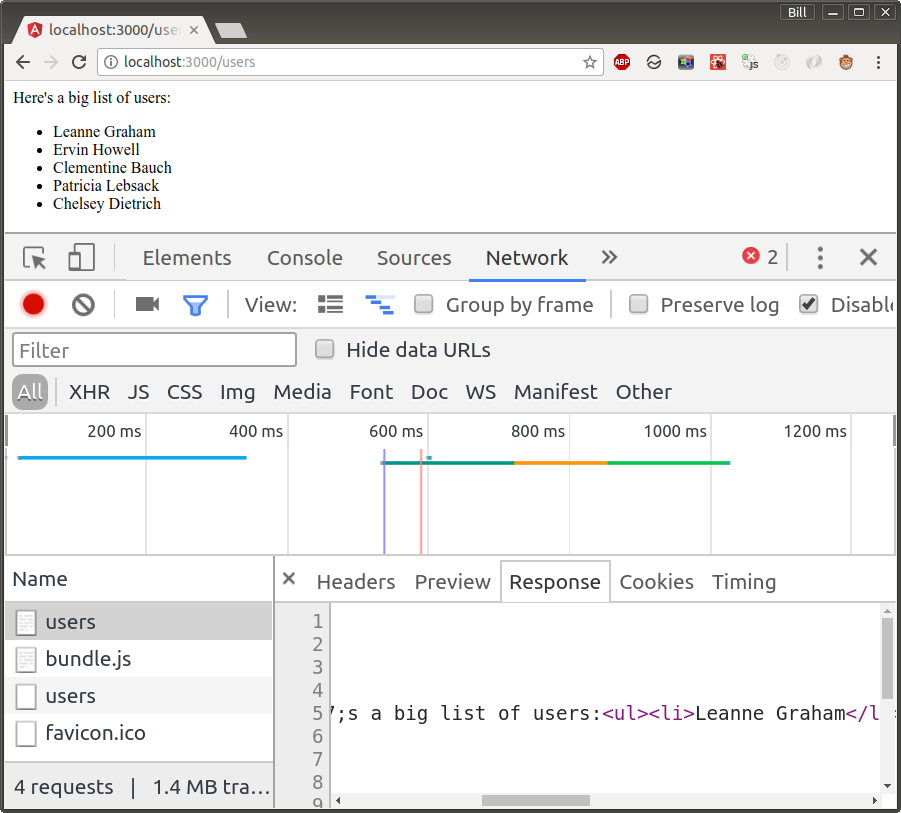 Bill
localhost:3000/use
localhost:3000/users
ABP
js
Here's a big list of users:
Leanne Graham
Ervin Howell
Clementine Bauch
Patricia Lebsack
Chelsey Dietrich
Elements Console Sources Network » 2
View: Group by frame Preserve log Disabl
Filter Hide data URLs
All XHR JS CSS Img Media Font Doc WS Manifest Other
200 ms 400 ms 600 ms 800 ms 1000 ms 1200 ms
Name
Headers Preview Response Cookies Timing
users
bundle.js
users
favicon.ico
4 requests | 1.4 MB tra...
1
2
3
4
5 7;s a big list of users:<ul><li>Leanne Graham</l
6
7
8
9